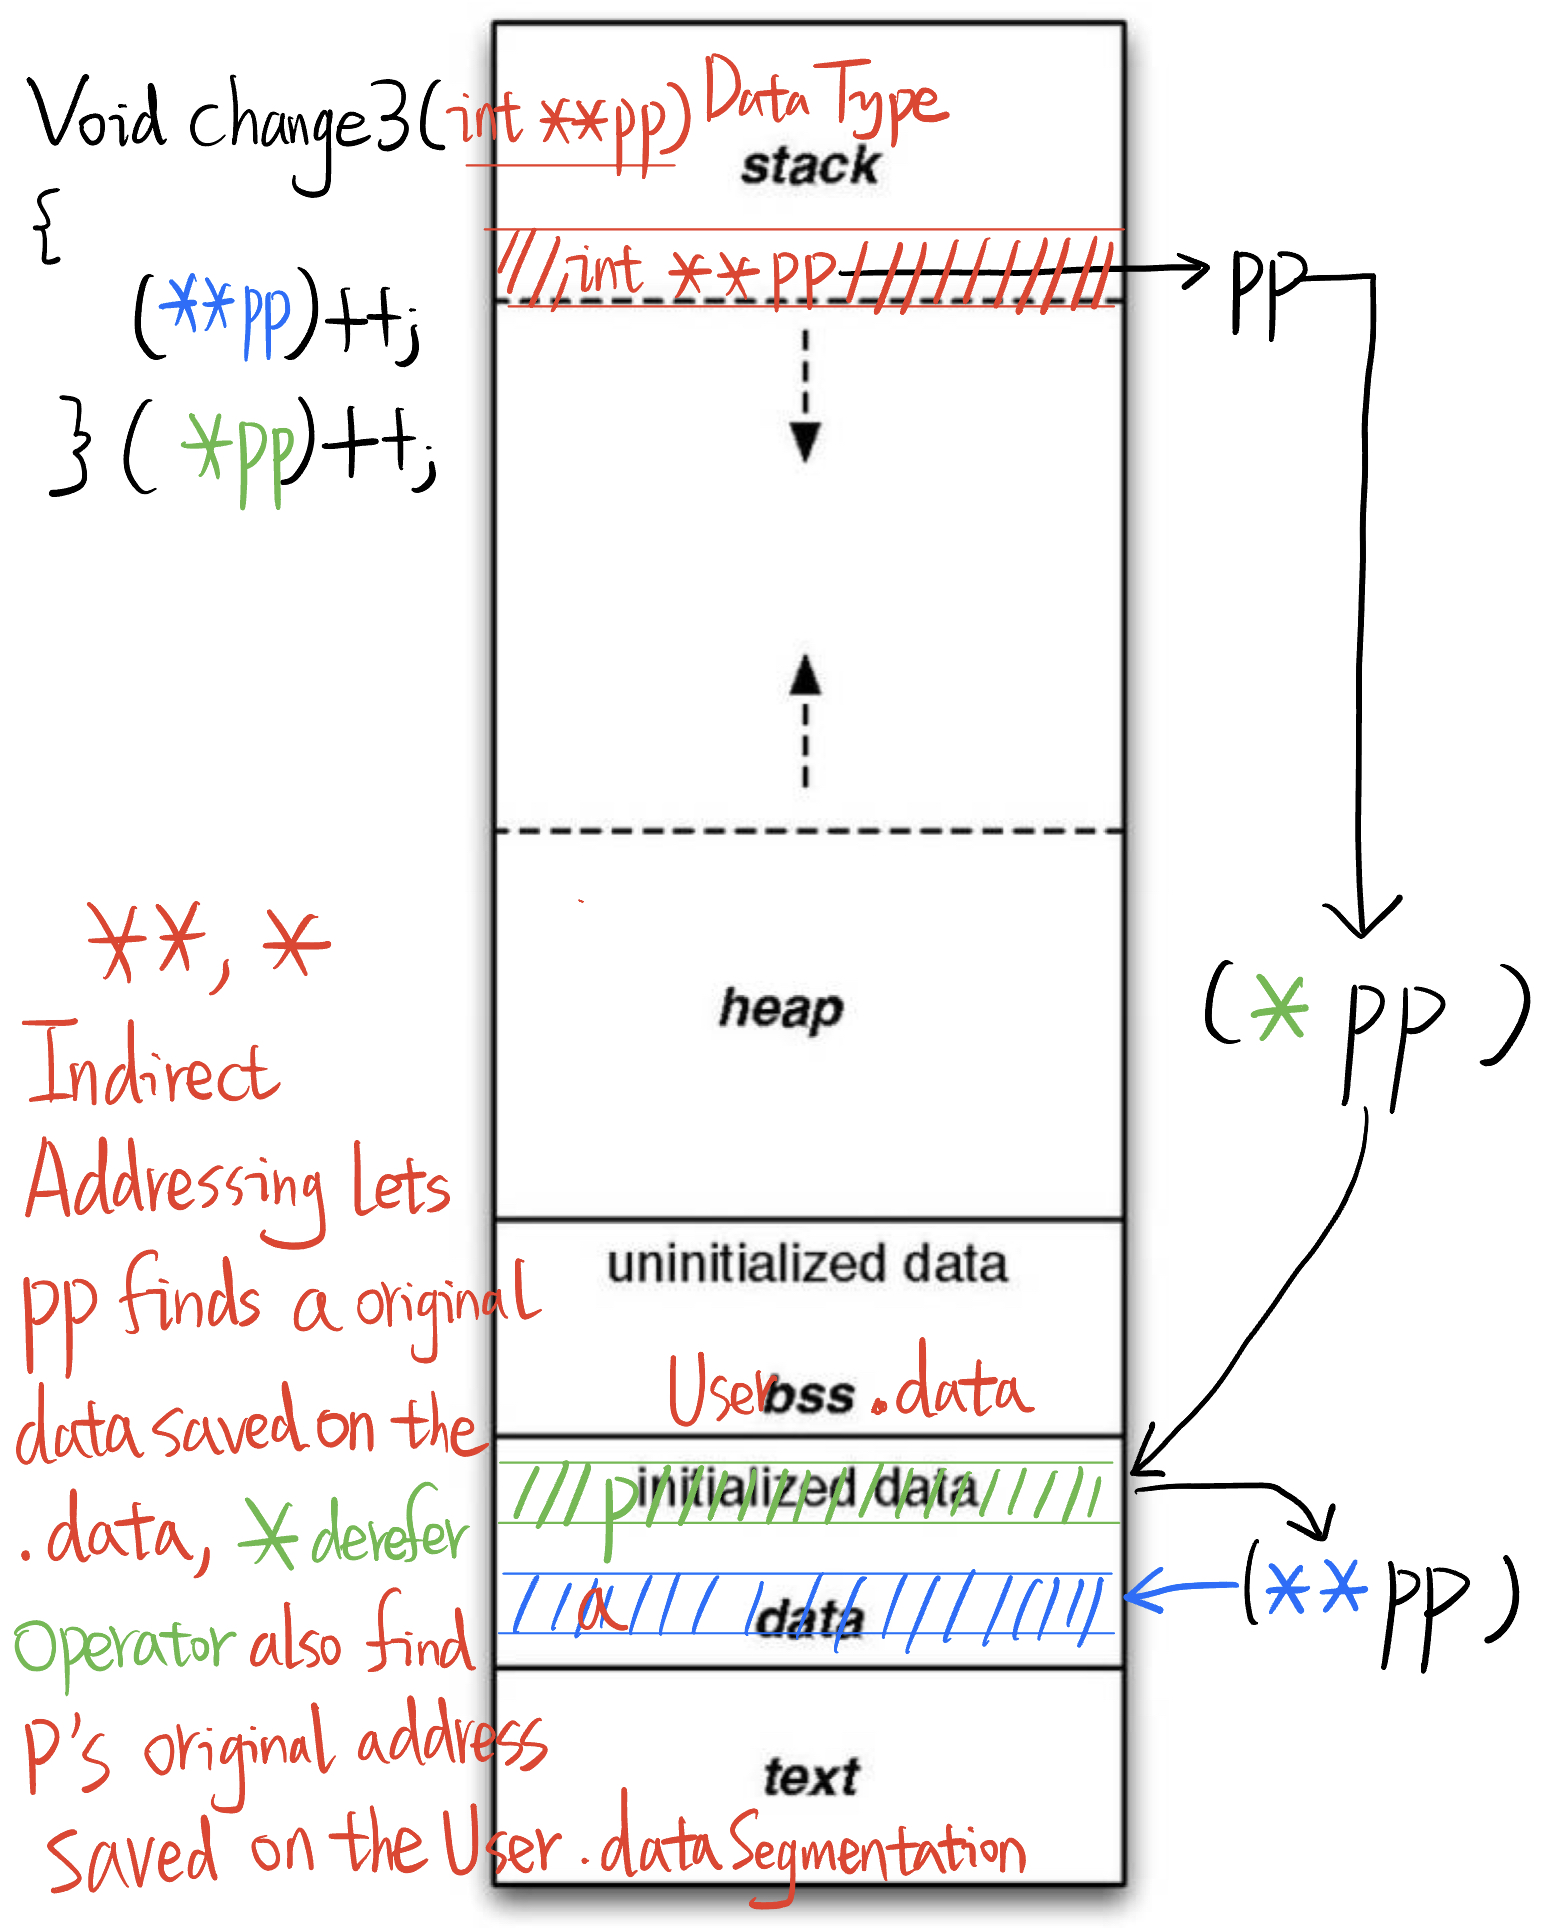 Void change3(int **pp) Data Type
{
(**pp)++;
} (*pp)++;
stack
int **pp
pp
heap
(*pp)
**, *
Indirect
Addressing lets
pp finds a original
data saved on the
.data, *derefer
operator also find
p's original address
saved on the User .data Segmentation
uninitialized data
bss
User .data
initialized data
p
a
data
(**pp)
text